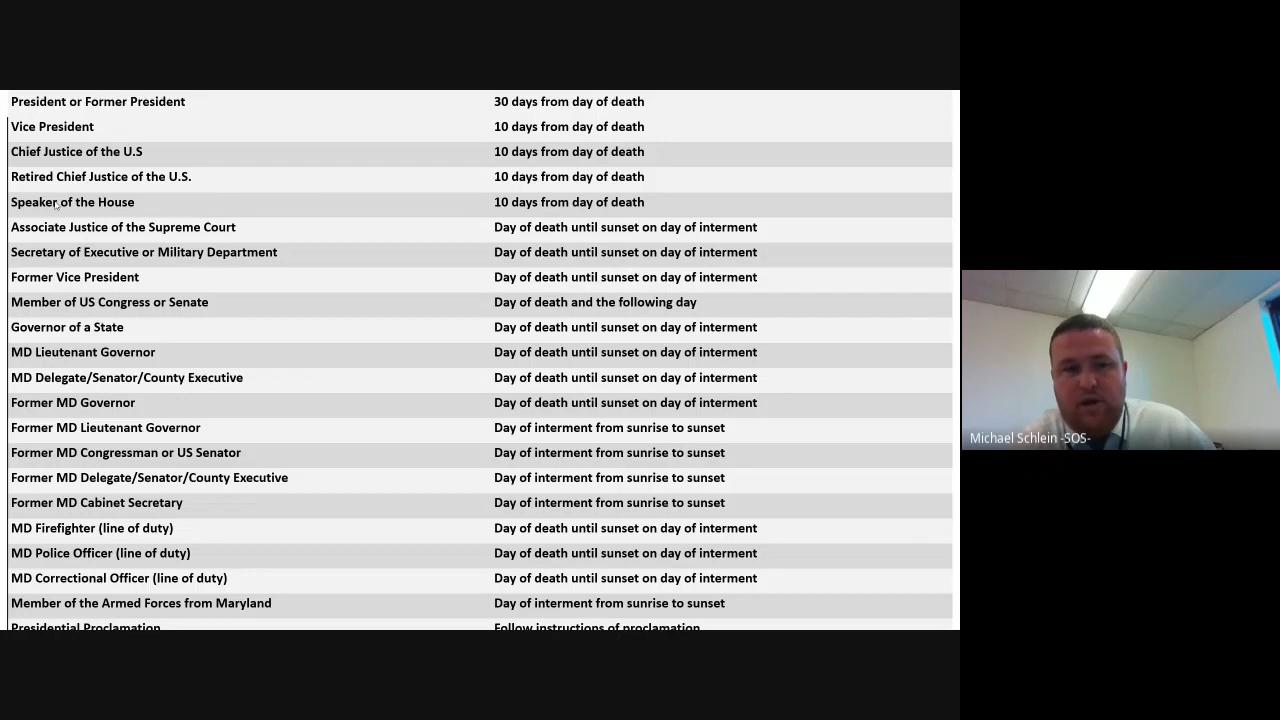 President or Former President 30 days from day of death
Vice President 10 days from day of death
Chief Justice of the U.S 10 days from day of death
Retired Chief Justice of the U.S. 10 days from day of death
Speaker of the House 10 days from day of death
Associate Justice of the Supreme Court Day of death until sunset on day of interment
Secretary of Executive or Military Department Day of death until sunset on day of interment
Former Vice President Day of death until sunset on day of interment
Member of US Congress or Senate Day of death and the following day
Governor of a State Day of death until sunset on day of interment
MD Lieutenant Governor Day of death until sunset on day of interment
MD Delegate/Senator/County Executive Day of death until sunset on day of interment
Former MD Governor Day of death until sunset on day of interment
Former MD Lieutenant Governor Day of interment from sunrise to sunset
Former MD Congressman or US Senator Day of interment from sunrise to sunset
Former MD Delegate/Senator/County Executive Day of interment from sunrise to sunset
Former MD Cabinet Secretary Day of interment from sunrise to sunset
MD Firefighter (line of duty) Day of death until sunset on day of interment
MD Police Officer (line of duty) Day of death until sunset on day of interment
MD Correctional Officer (line of duty) Day of death until sunset on day of interment
Member of the Armed Forces from Maryland Day of interment from sunrise to sunset
Presidential Proclamation Follow instructions of proclamation
Michael Schlein -SOS-